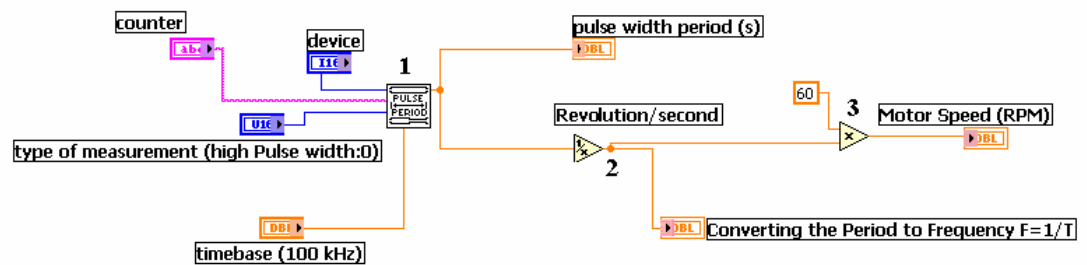 counter
abc
device
I16
1
PULSE
PERIOD
U16
type of measurement (high Pulse width:0)
DBL
timebase (100 kHz)
pulse width period (s)
DBL
Revolution/second
1/x
2
60
3
x
Motor Speed (RPM)
DBL
DBL
Converting the Period to Frequency F=1/T